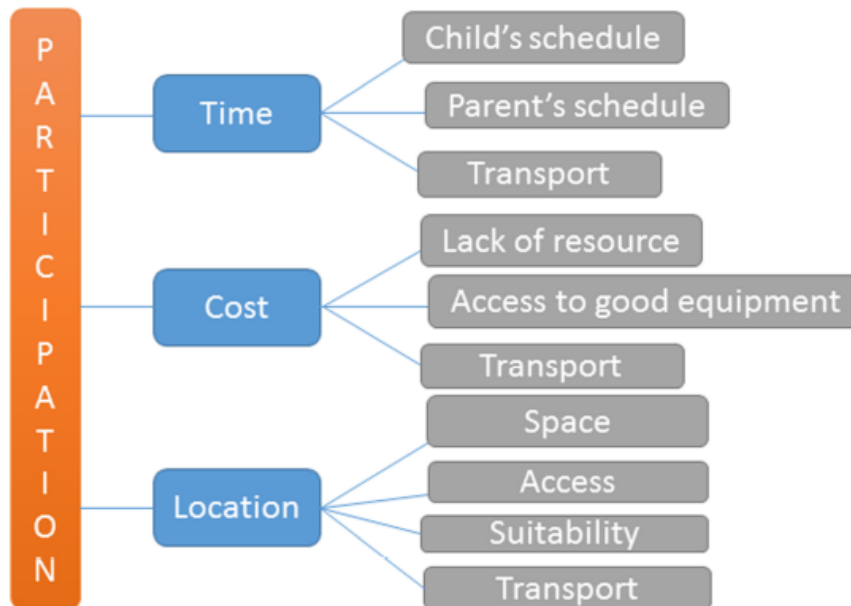 PARTICIPATION
Time
Child's schedule
Parent's schedule
Transport
Cost
Lack of resource
Access to good equipment
Transport
Location
Space
Access
Suitability
Transport